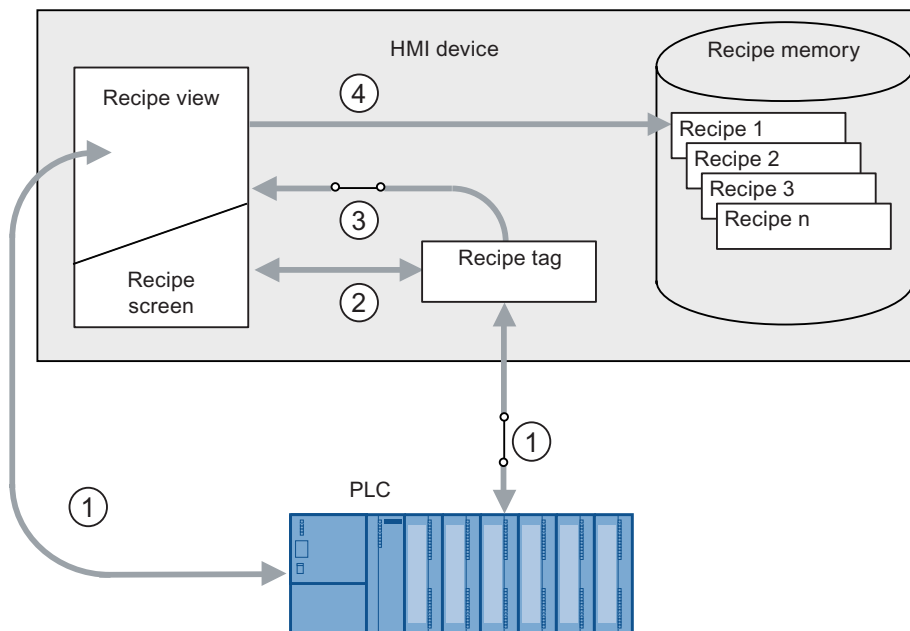 HMI device
Recipe memory
Recipe view
4
Recipe 1
Recipe 2
Recipe 3
Recipe n
3
Recipe tag
Recipe
screen
2
1
PLC
1